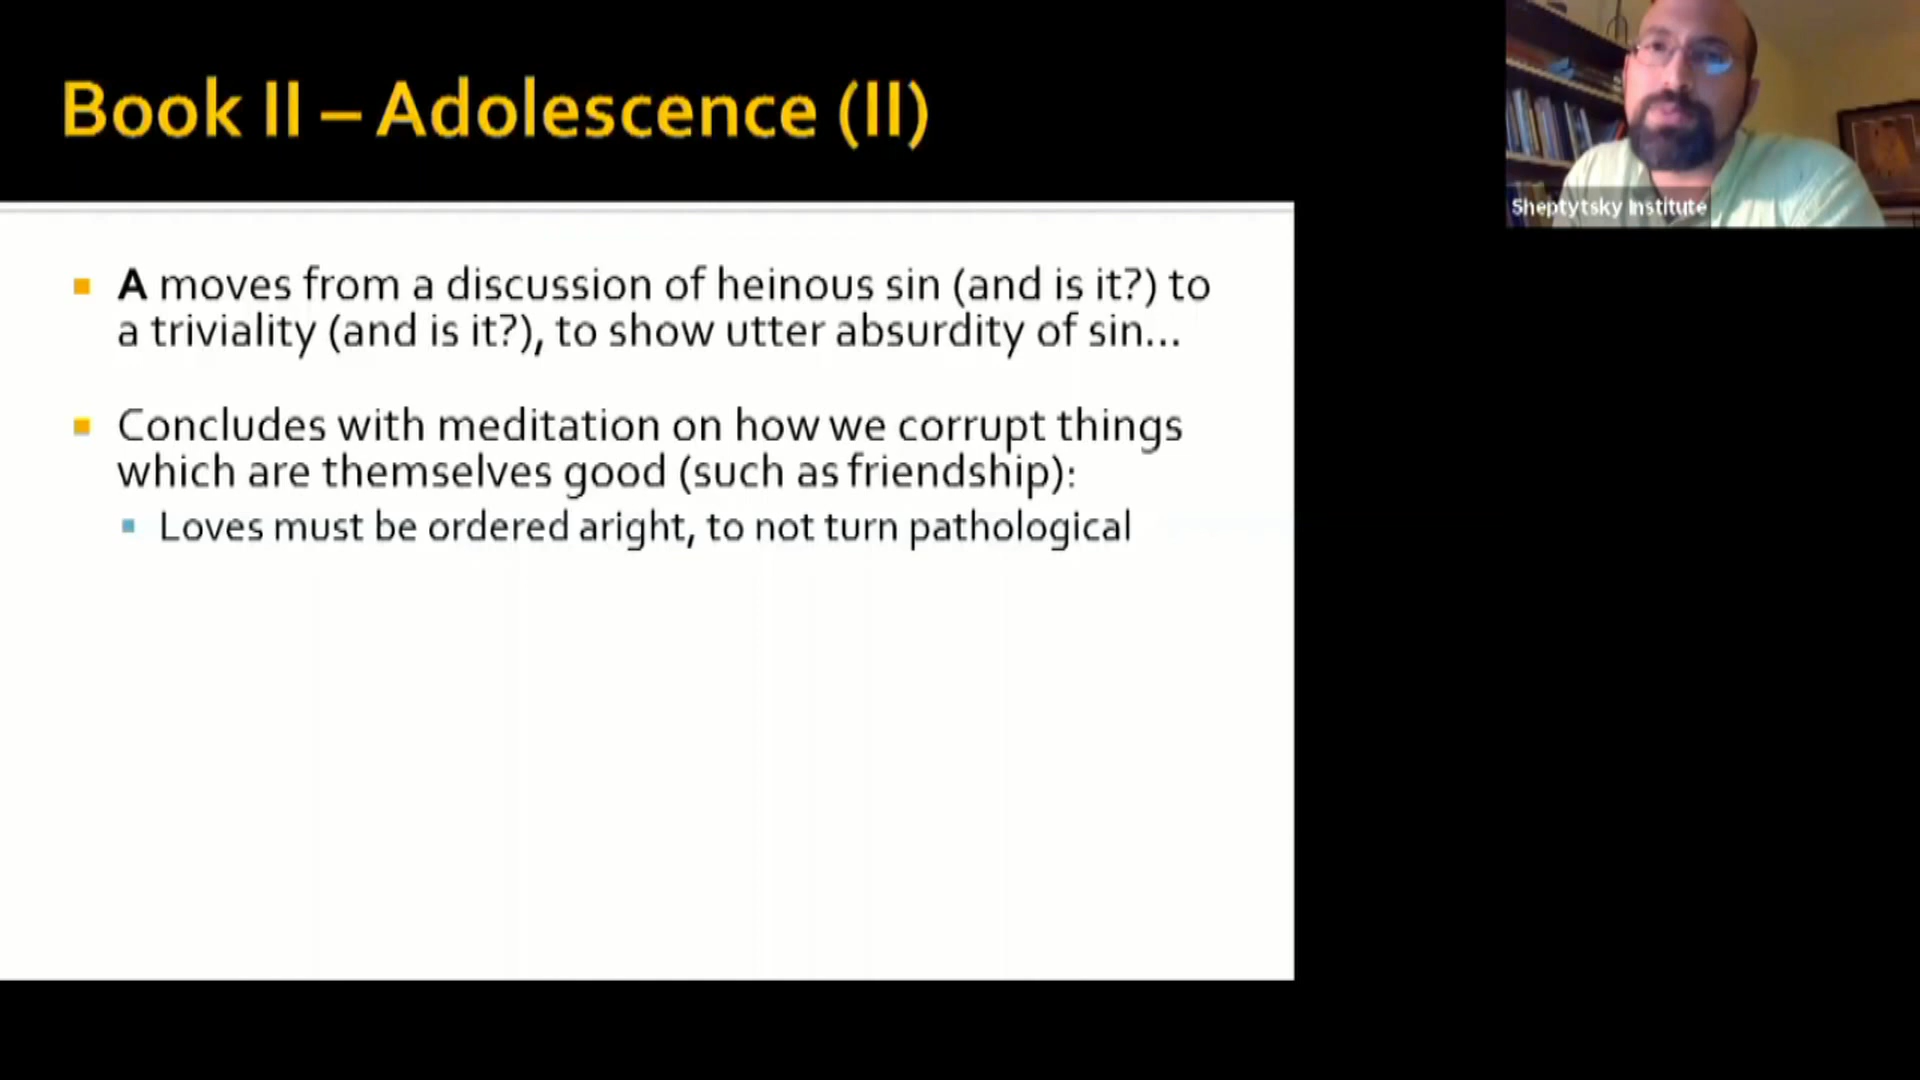 Book II – Adolescence (II)
Sheptytsky Institute
A moves from a discussion of heinous sin (and is it?) to
a triviality (and is it?), to show utter absurdity of sin...
Concludes with meditation on how we corrupt things
which are themselves good (such as friendship):
Loves must be ordered aright, to not turn pathological